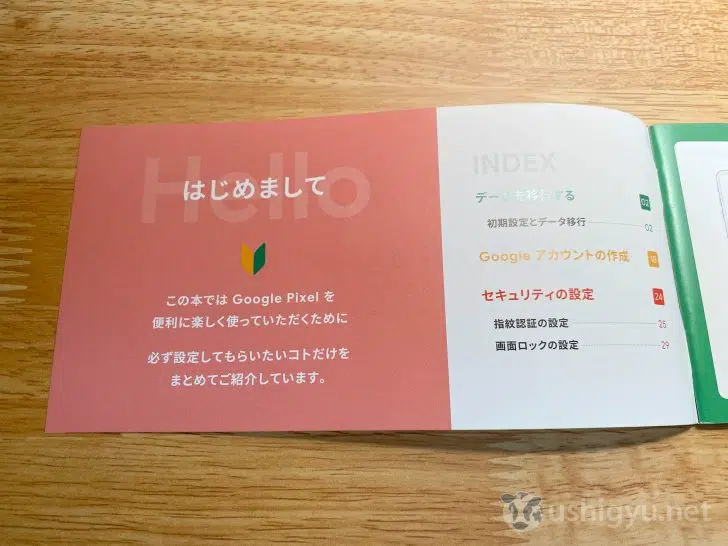 Hello
はじめまして
この本では Google Pixel を
便利に楽しく使っていただくために
必ず設定してもらいたいコトだけを
まとめてご紹介しています。
INDEX
データを移行する 02
初期設定とデータ移行 02
Google アカウントの作成 18
セキュリティの設定 24
指紋認証の設定 25
画面ロックの設定 29
ushigyu.net